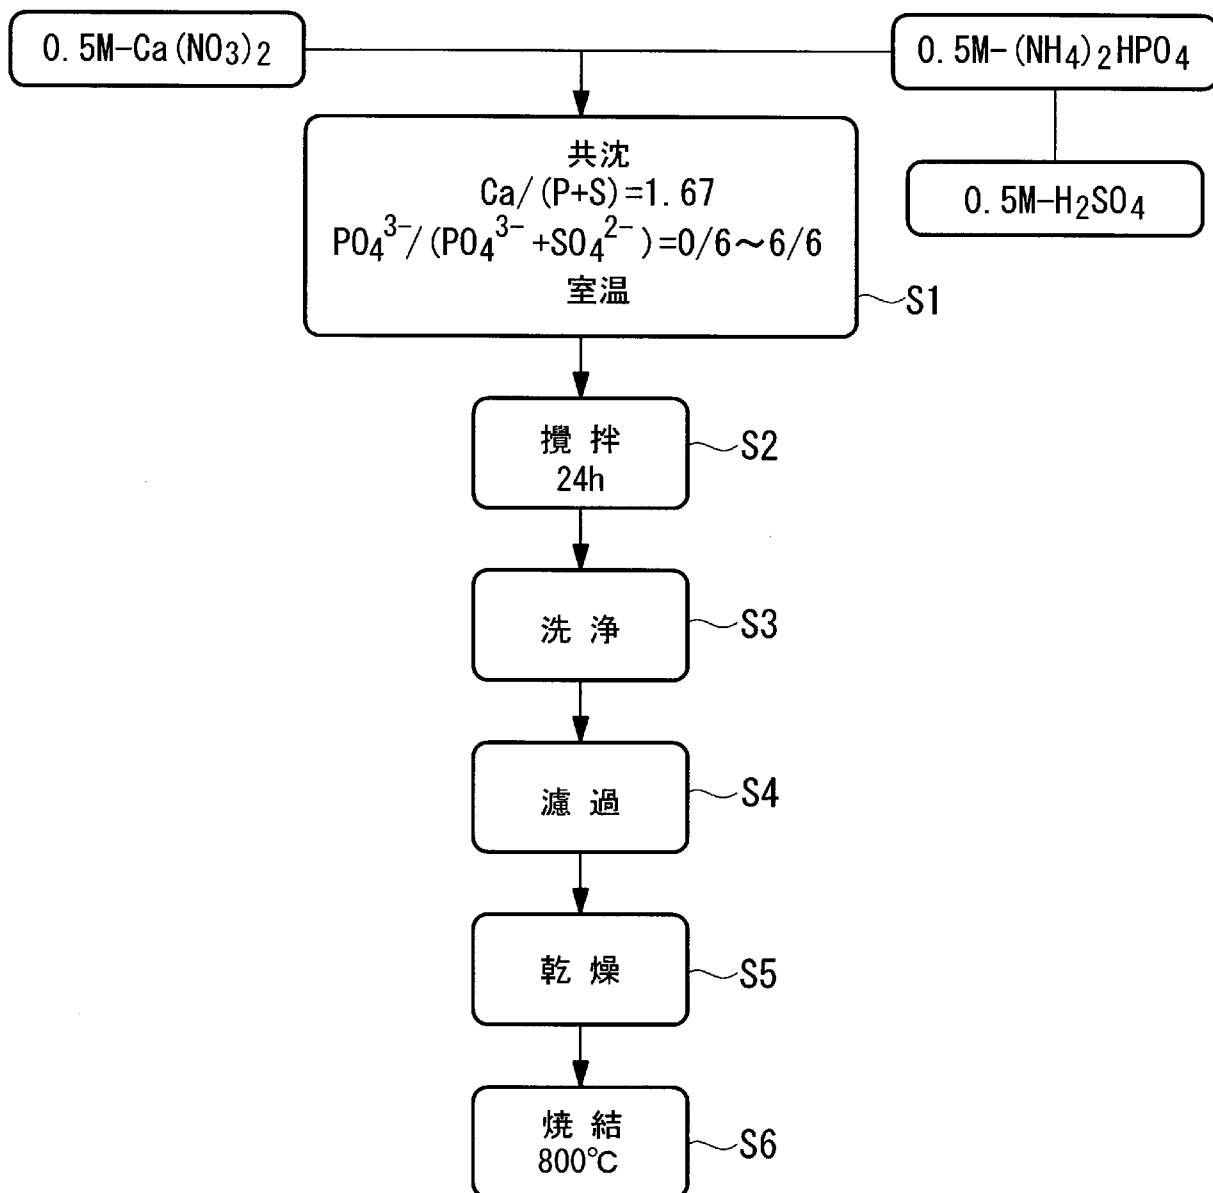 0.5M-Ca(NO3)2
0.5M-(NH4)2HPO4
0.5M-H2SO4
共沈
Ca/(P+S)=1.67
PO4^3-/(PO4^3-+SO4^2-)=0/6~6/6
室温
S1
攪拌
24h
S2
洗浄
S3
濾過
S4
乾燥
S5
焼結
800℃
S6